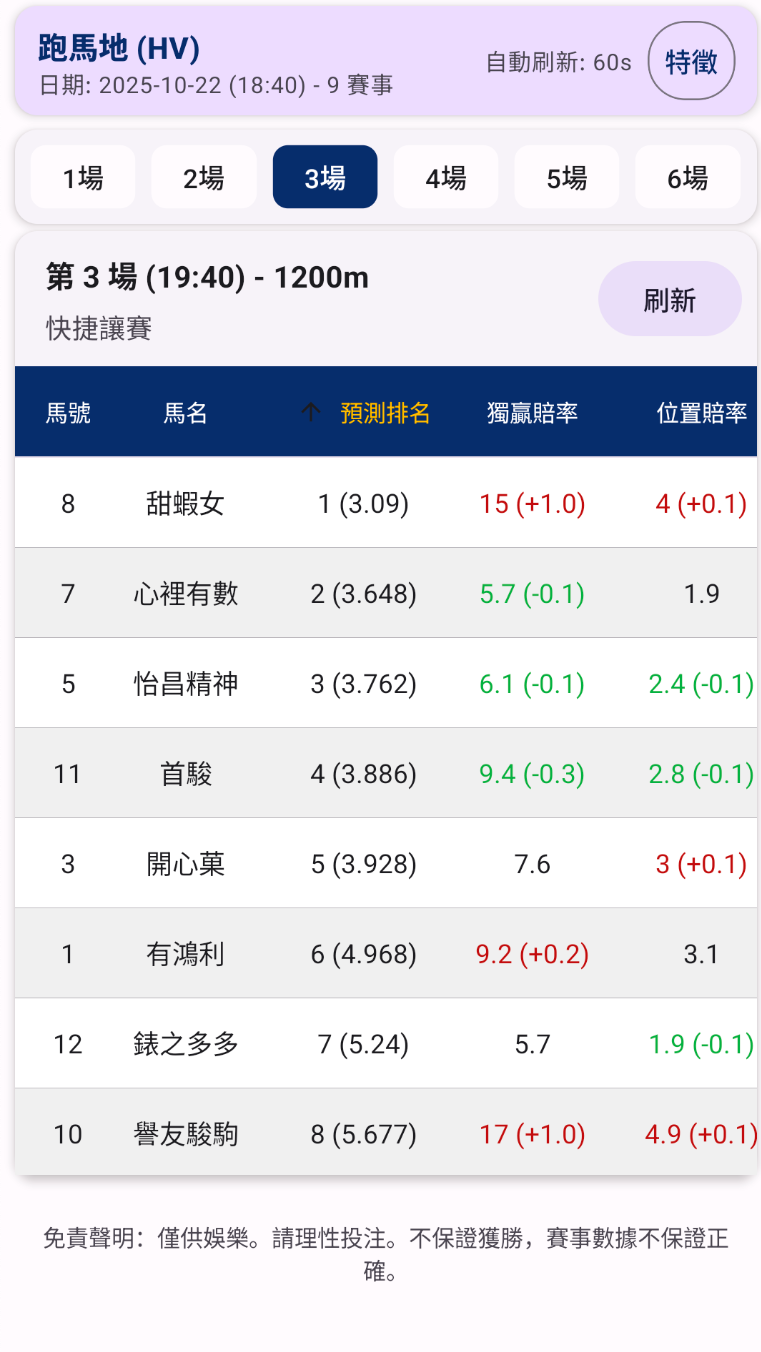 跑馬地 (HV)
日期: 2025-10-22 (18:40) - 9 賽事
自動刷新: 60s
特徵
1場 2場 3場 4場 5場 6場
第 3 場 (19:40) - 1200m
快捷讓賽
刷新
馬號 馬名 ↑ 預測排名 獨贏賠率 位置賠率
8 甜蝦女 1 (3.09) 15 (+1.0) 4 (+0.1)
7 心裡有數 2 (3.648) 5.7 (-0.1) 1.9
5 怡昌精神 3 (3.762) 6.1 (-0.1) 2.4 (-0.1)
11 首駿 4 (3.886) 9.4 (-0.3) 2.8 (-0.1)
3 開心菓 5 (3.928) 7.6 3 (+0.1)
1 有鴻利 6 (4.968) 9.2 (+0.2) 3.1
12 錶之多多 7 (5.24) 5.7 1.9 (-0.1)
10 譽友駿駒 8 (5.677) 17 (+1.0) 4.9 (+0.1)
免責聲明：僅供娛樂。請理性投注。不保證獲勝，賽事數據不保證正
確。